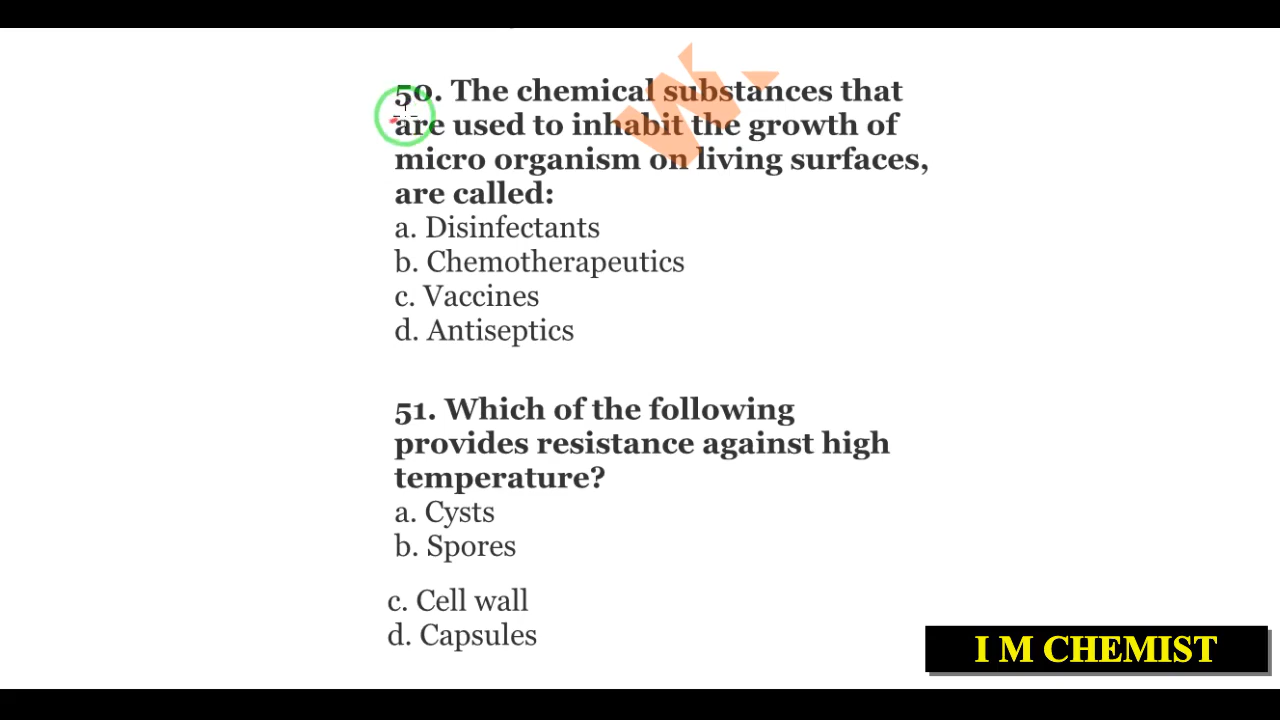 50. The chemical substances that
are used to inhabit the growth of
micro organism on living surfaces,
are called:
a. Disinfectants
b. Chemotherapeutics
c. Vaccines
d. Antiseptics
51. Which of the following
provides resistance against high
temperature?
a. Cysts
b. Spores
c. Cell wall
d. Capsules
I M CHEMIST
W.